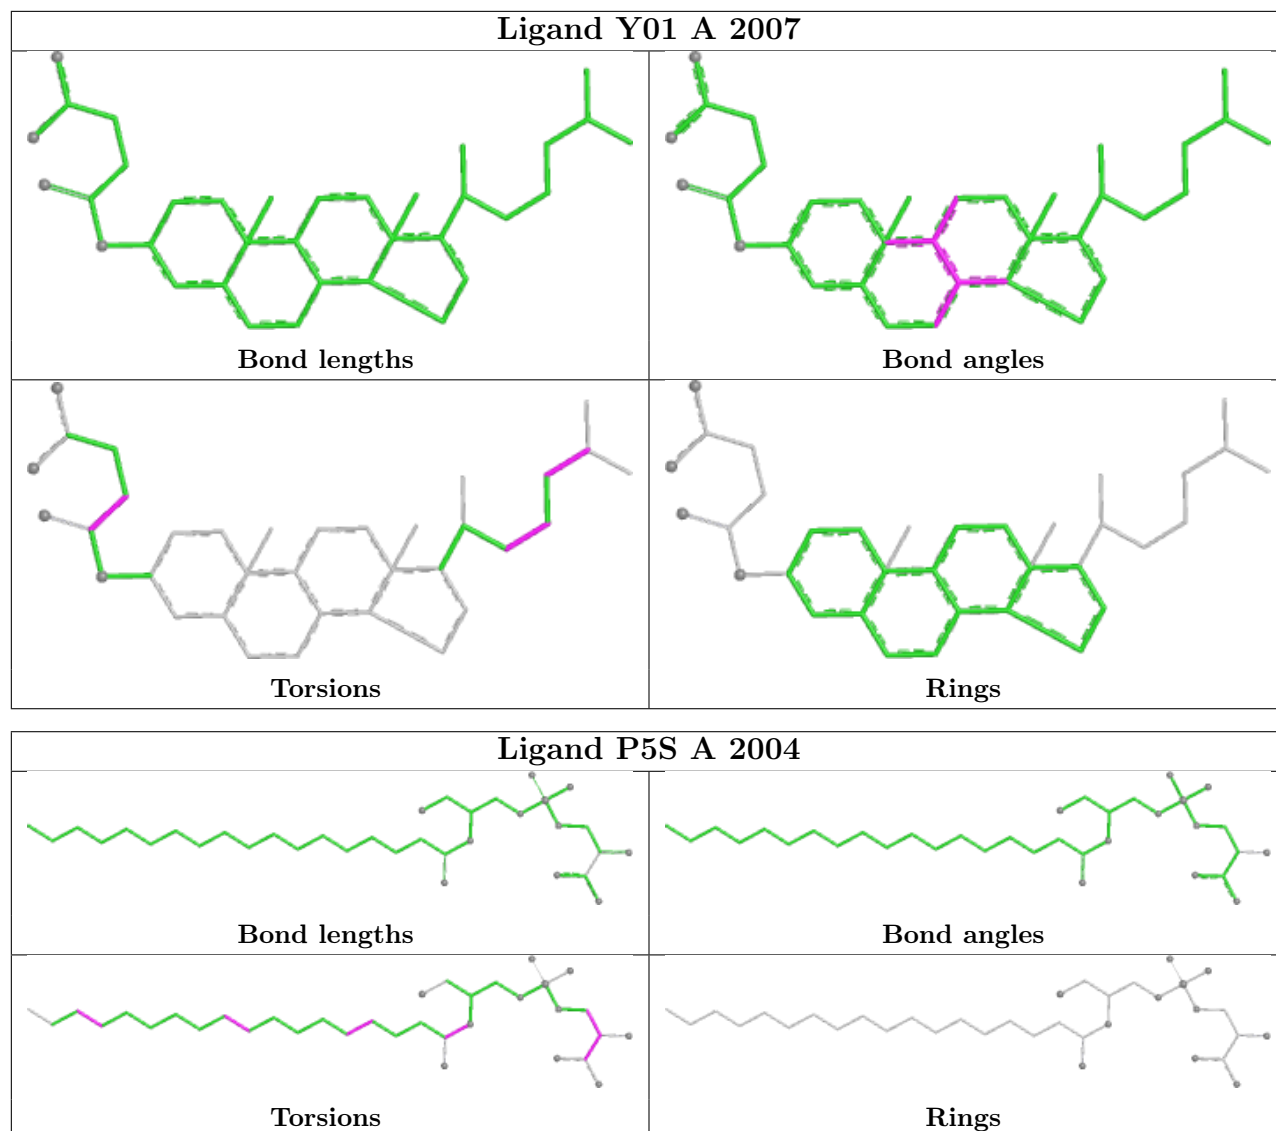 Ligand Y01 A 2007
Bond lengths
Bond angles
Torsions
Rings
Ligand P5S A 2004
Bond lengths
Bond angles
Torsions
Rings